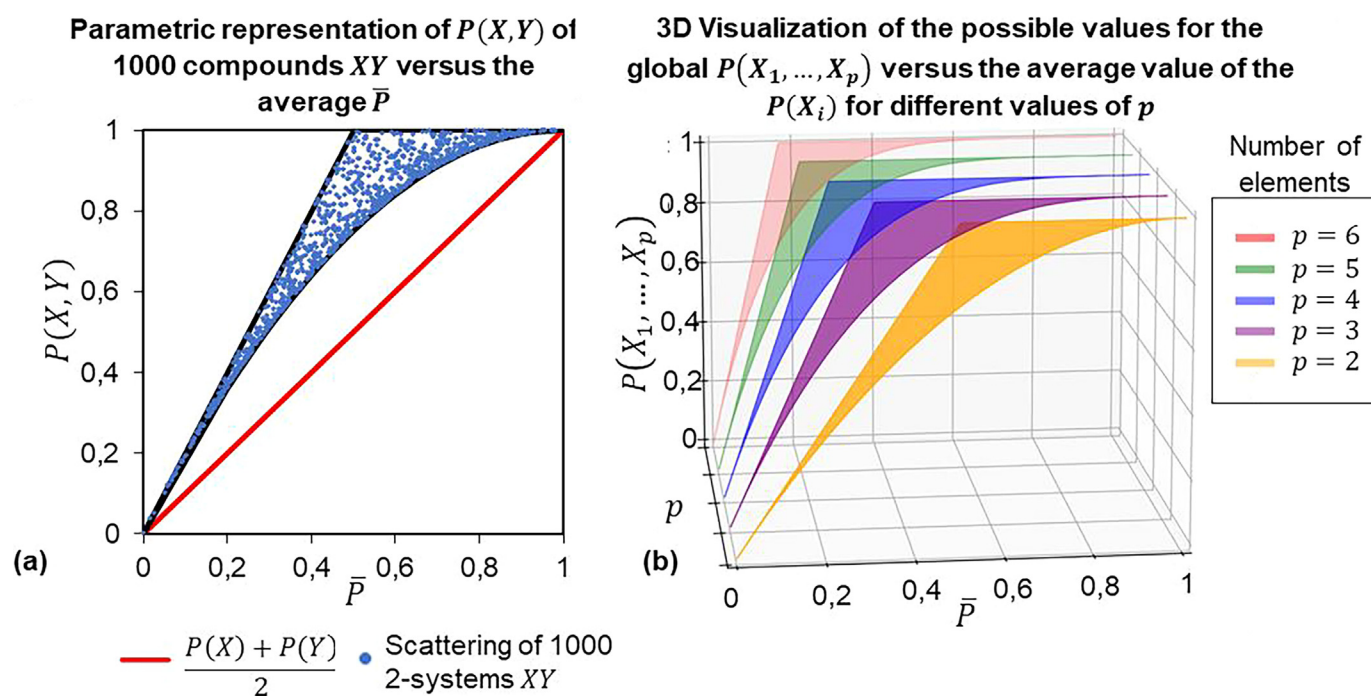 Parametric representation of P(X,Y) of
1000 compounds XY versus the
average P̅
1
0,8
0,6
0,4
0,2
0
P(X,Y)
0
0,2
0,4
0,6
0,8
1
P̅
(a)
P(X) + P(Y)
2
Scattering of 1000
2-systems XY
3D Visualization of the possible values for the
global P(X₁, …, Xₚ) versus the average value of the
P(Xᵢ) for different values of p
1
0,8
0,6
0,4
0,2
0
P(X₁, …, Xₚ)
p
0
0,2
0,4
0,6
0,8
1
P̅
(b)
Number of
elements
p = 6
p = 5
p = 4
p = 3
p = 2